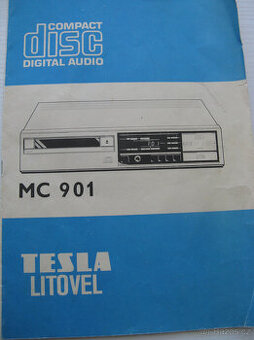 COMPACT
disc
DIGITAL AUDIO
MC 901
TESLA
LITOVEL